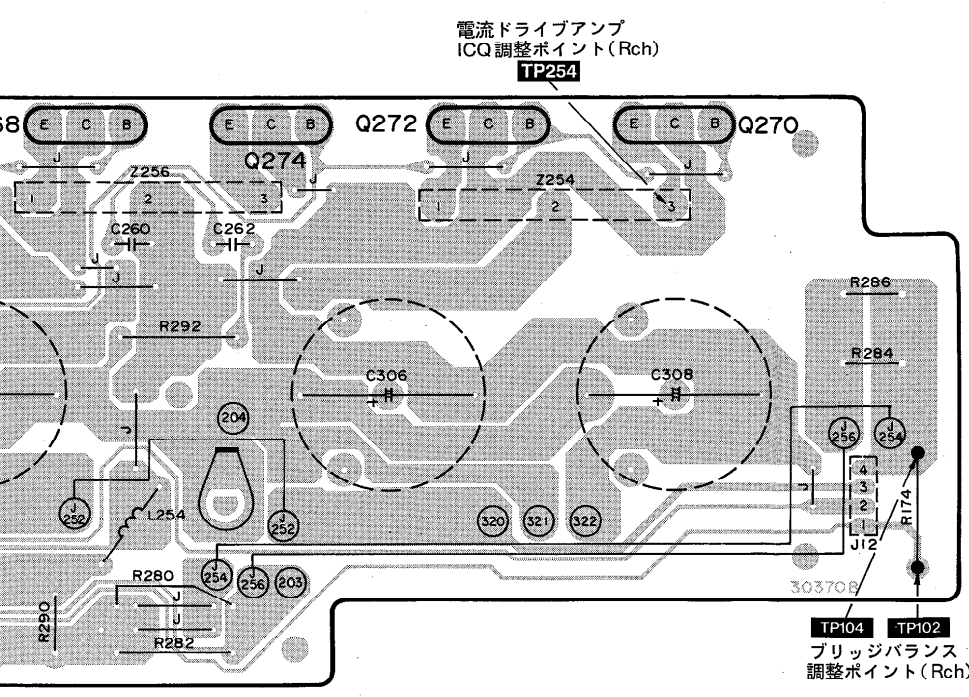 電流ドライブアンプ
ICQ調整ポイント(Rch)
TP254
68 E C B E C B Q272 E C B E C B Q270
J Q274 J J
Z256 J Z254
1 2 3 1 2 3
C260 C262
J
J J
R286
R292
R284
C306 C308
+ +
204
J J 256 J 254
4
3
J 252 L254 J 252 320 321 322 J 2 R174
1
J12
J 254 J 256 203
R280 30370B
J
R290 J
R282
TP104 TP102
ブリッジバランス
調整ポイント(Rch)